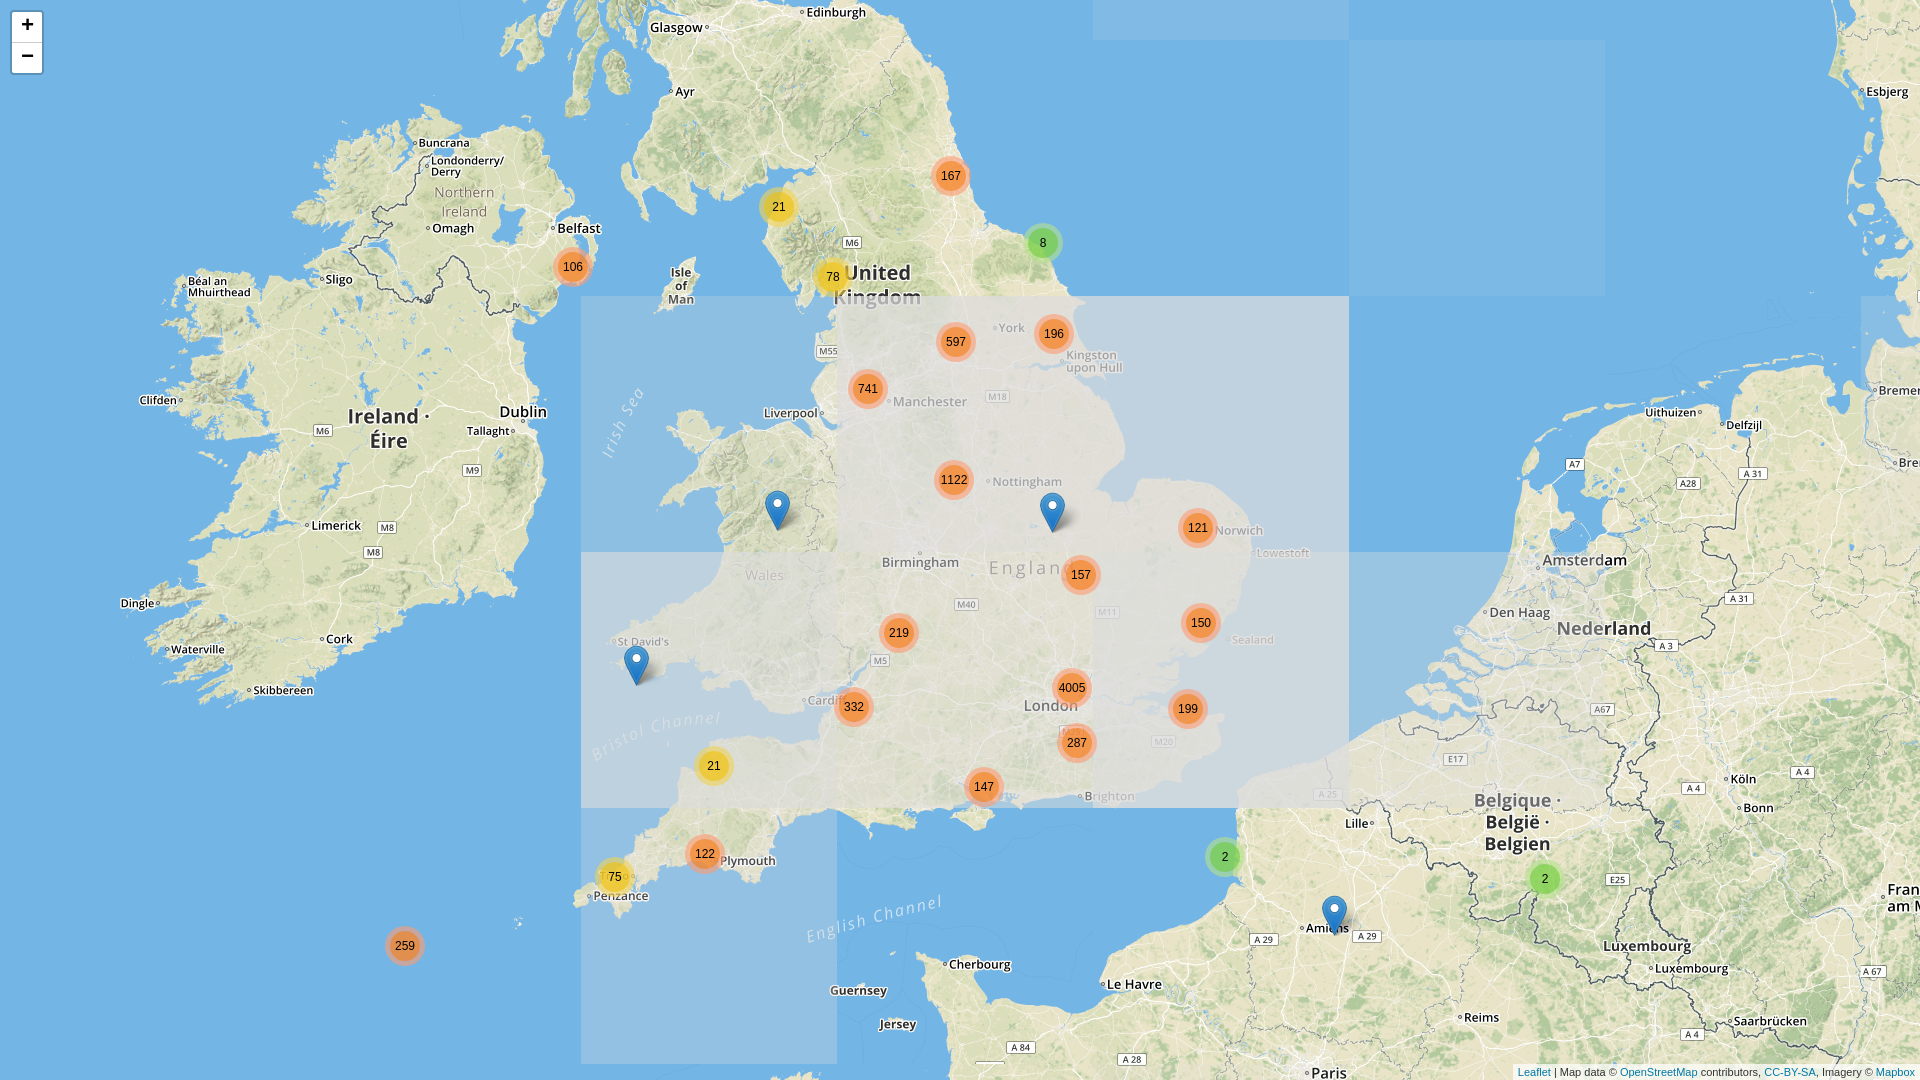 +
−
Edinburgh
Glasgow
Ayr
Esbjerg
Buncrana
Londonderry/
Derry
Northern
Ireland
Omagh
Belfast
167
21
8
M6
106
78
United
Kingdom
Isle
of
Man
Sligo
Béal an
Mhuirthead
York
196
597
Kingston
upon Hull
M55
741
Manchester
M18
Clifden
Ireland ·
Éire
Dublin
Tallaght
M6
M9
Irish Sea
Liverpool
Bremen
Uithuizen
Delfzijl
A7
A 31
A28
1122
Nottingham
121
Norwich
Lowestoft
Limerick
M8
M8
Birmingham
Wales
England
157
Amsterdam
A 31
Dingle
M40
M11
150
Sealand
Den Haag
Nederland
A 3
Cork
Waterville
Skibbereen
St David's
219
M5
Cardiff
332
4005
London
199
287
M20
A67
E17
Bristol Channel
21
147
Brighton
A 25
Köln
A 4
A 4
Bonn
Belgique ·
België ·
Belgien
Lille
122
Plymouth
75
Penzance
2
2
E25
English Channel
Amiens
A 29
A 29
259
Luxembourg
Luxembourg
A 67
Cherbourg
Le Havre
Guernsey
Jersey
Reims
Saarbrücken
A 4
A 84
A 28
Paris
Leaflet | Map data © OpenStreetMap contributors, CC-BY-SA, Imagery © Mapbox